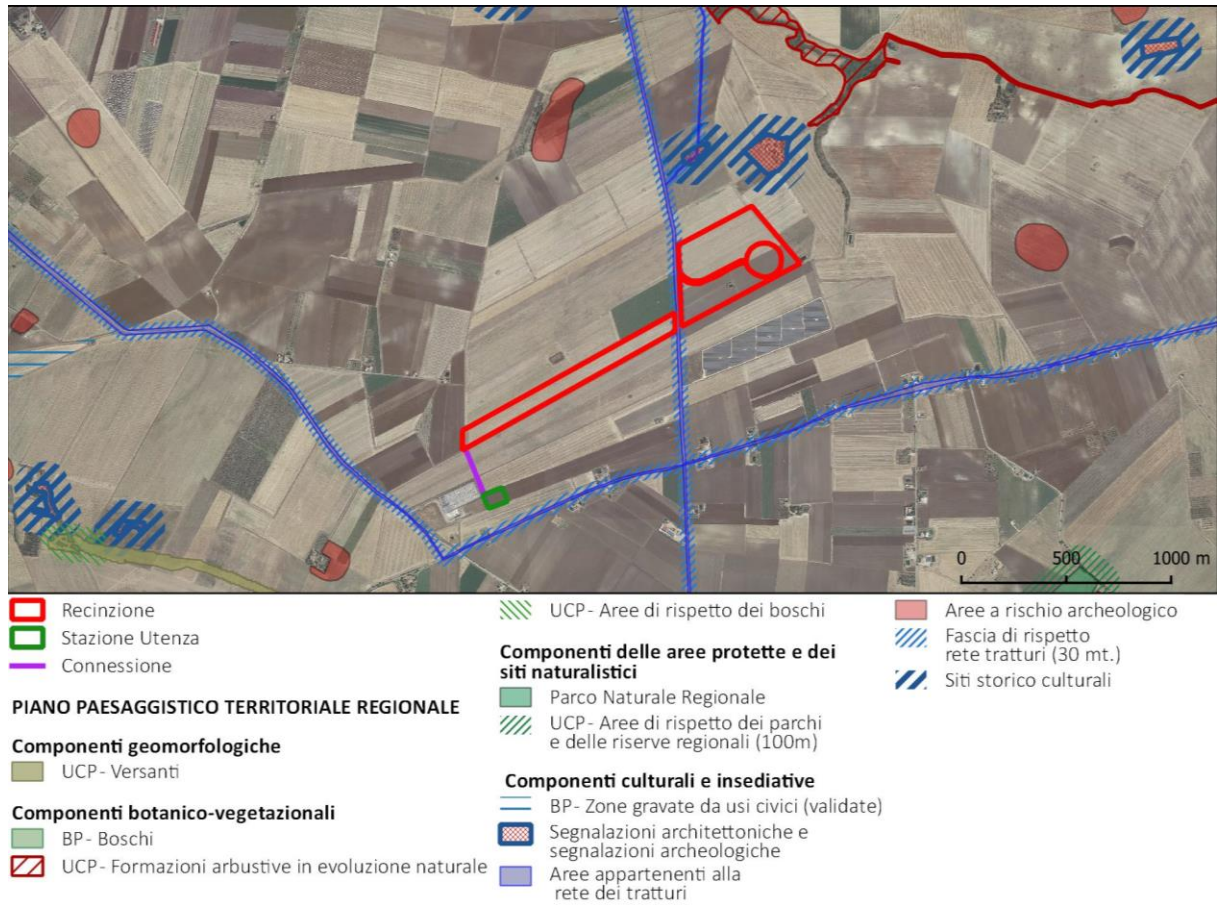 0 500 1000 m
Recinzione
Stazione Utenza
Connessione
PIANO PAESAGGISTICO TERRITORIALE REGIONALE
Componenti geomorfologiche
UCP- Versanti
Componenti botanico-vegetazionali
BP- Boschi
UCP- Formazioni arbustive in evoluzione naturale
UCP- Aree di rispetto dei boschi
Componenti delle aree protette e dei
siti naturalistici
Parco Naturale Regionale
UCP- Aree di rispetto dei parchi
e delle riserve regionali (100m)
Componenti culturali e insediative
BP- Zone gravate da usi civici (validate)
Segnalazioni architettoniche e
segnalazioni archeologiche
Aree appartenenti alla
rete dei tratturi
Aree a rischio archeologico
Fascia di rispetto
rete tratturi (30 mt.)
Siti storico culturali